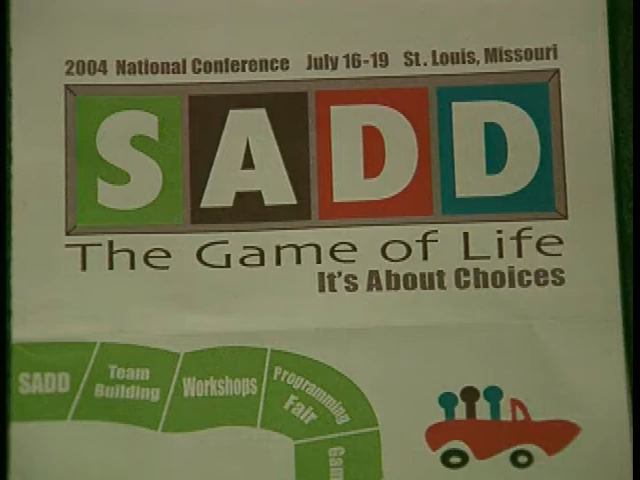 2004 National Conference July 16-19 St. Louis, Missouri
SADD
The Game of Life
It's About Choices
SADD
Team
Building
Workshops
Programming
Fair